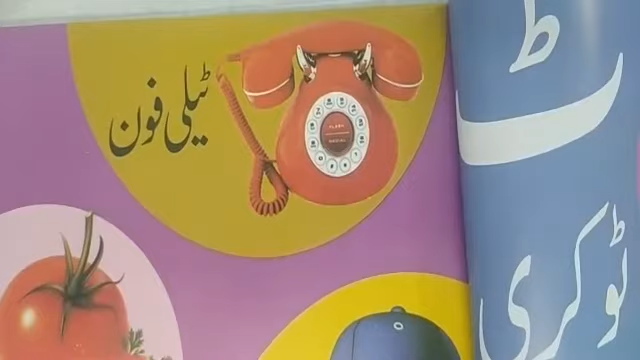 ٹ
ٹوکری
ٹیلی فون